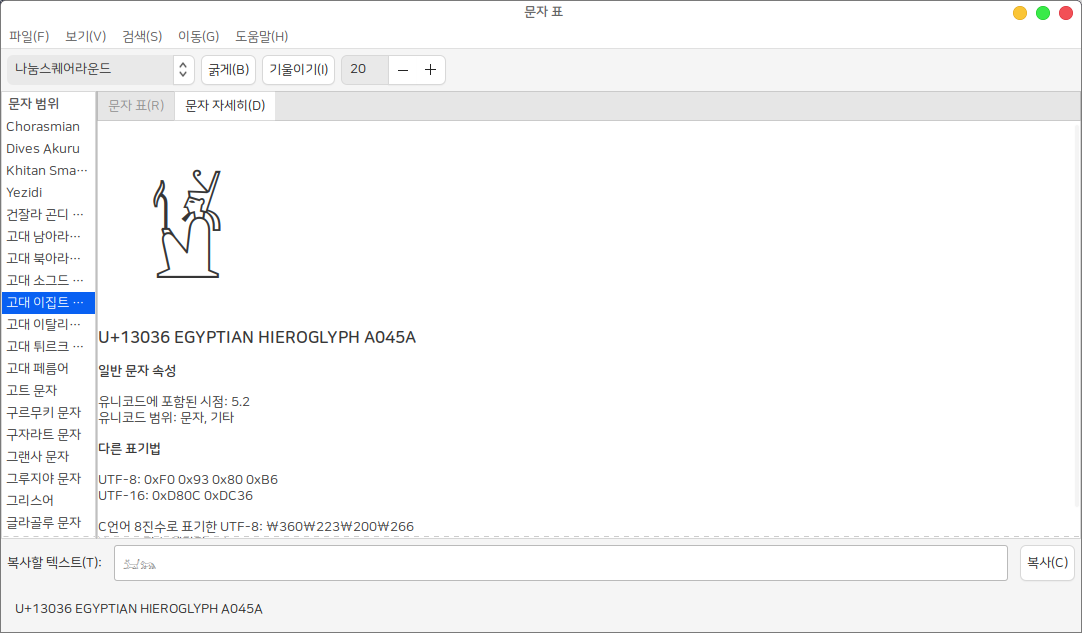 문자 표
파일(F) 보기(V) 검색(S) 이동(G) 도움말(H)
나눔스퀘어라운드 굵게(B) 기울이기(I) 20
문자 범위
Chorasmian
Dives Akuru
Khitan Sma…
Yezidi
건잘라 곤디 …
고대 남아라…
고대 북아라…
고대 소그드 …
고대 이집트 …
고대 이탈리…
고대 튀르크 …
고대 페름어
고트 문자
구르무키 문자
구자라트 문자
그랜사 문자
그루지야 문자
그리스어
글라골루 문자
문자 표(R) 문자 자세히(D)
U+13036 EGYPTIAN HIEROGLYPH A045A
일반 문자 속성
유니코드에 포함된 시점: 5.2
유니코드 범위: 문자, 기타
다른 표기법
UTF-8: 0xF0 0x93 0x80 0xB6
UTF-16: 0xD80C 0xDC36
C언어 8진수로 표기한 UTF-8: ₩360₩223₩200₩266
복사할 텍스트(T): 복사(C)
U+13036 EGYPTIAN HIEROGLYPH A045A